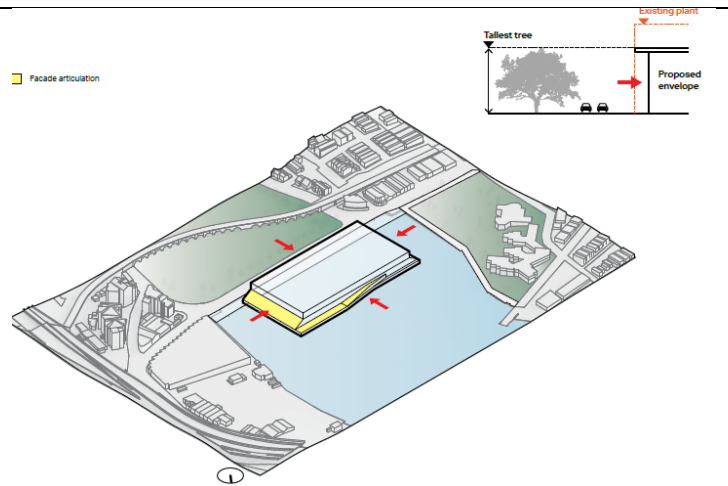 Existing plant
Tallest tree
Facade articulation
Proposed
envelope